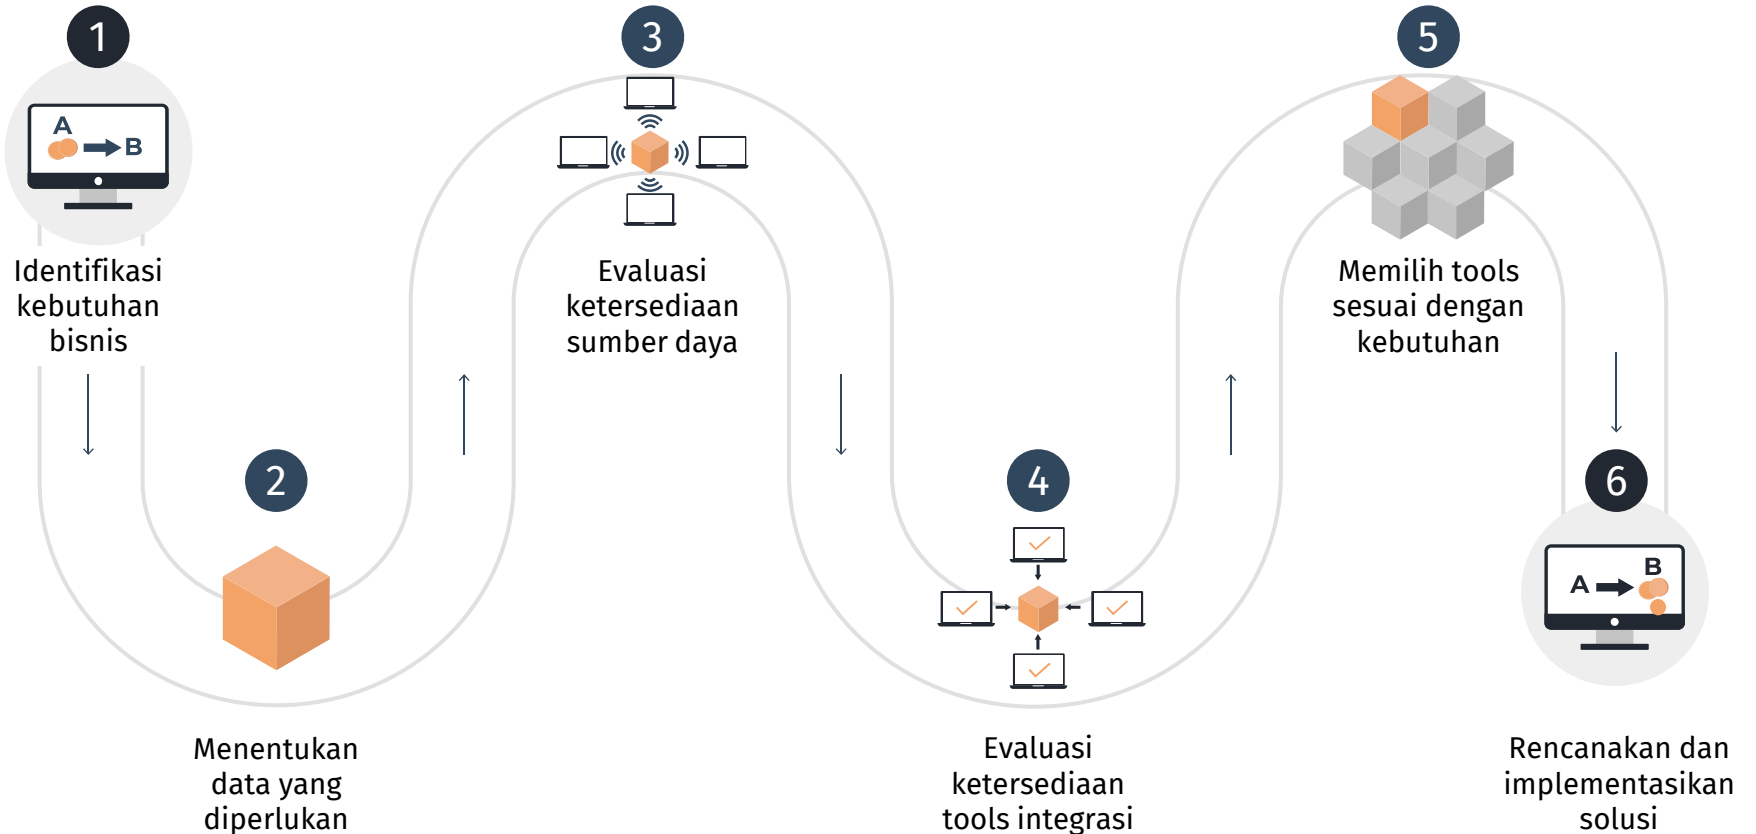 1
A
B
Identifikasi
kebutuhan
bisnis
2
Menentukan
data yang
diperlukan
3
Evaluasi
ketersediaan
sumber daya
4
Evaluasi
ketersediaan
tools integrasi
5
Memilih tools
sesuai dengan
kebutuhan
6
B
A
Rencanakan dan
implementasikan
solusi